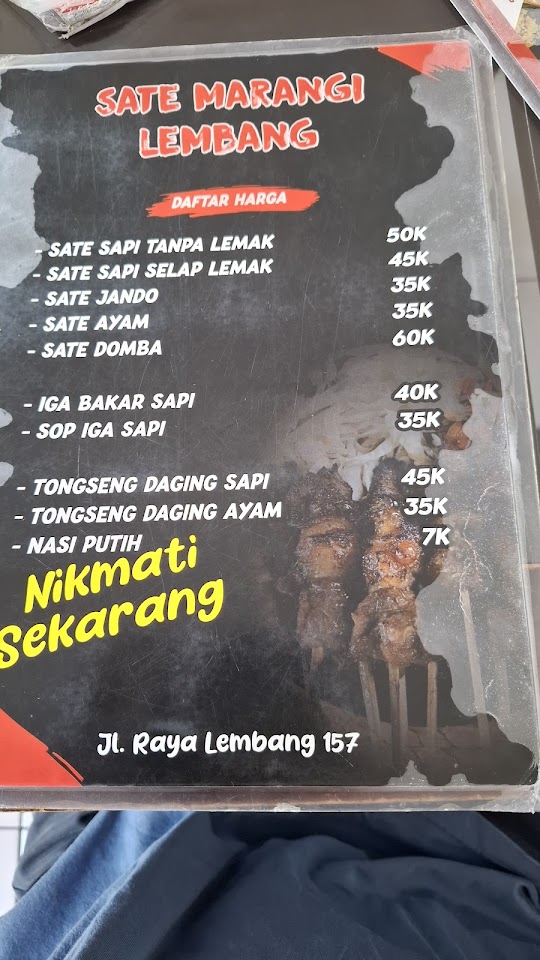 SATE MARANGI
LEMBANG
DAFTAR HARGA
- SATE SAPI TANPA LEMAK 50K
- SATE SAPI SELAP LEMAK 45K
- SATE JANDO 35K
- SATE AYAM 35K
- SATE DOMBA 60K
- IGA BAKAR SAPI 40K
- SOP IGA SAPI 35K
- TONGSENG DAGING SAPI 45K
- TONGSENG DAGING AYAM 35K
- NASI PUTIH 7K
Nikmati
Sekarang
Jl. Raya Lembang 157